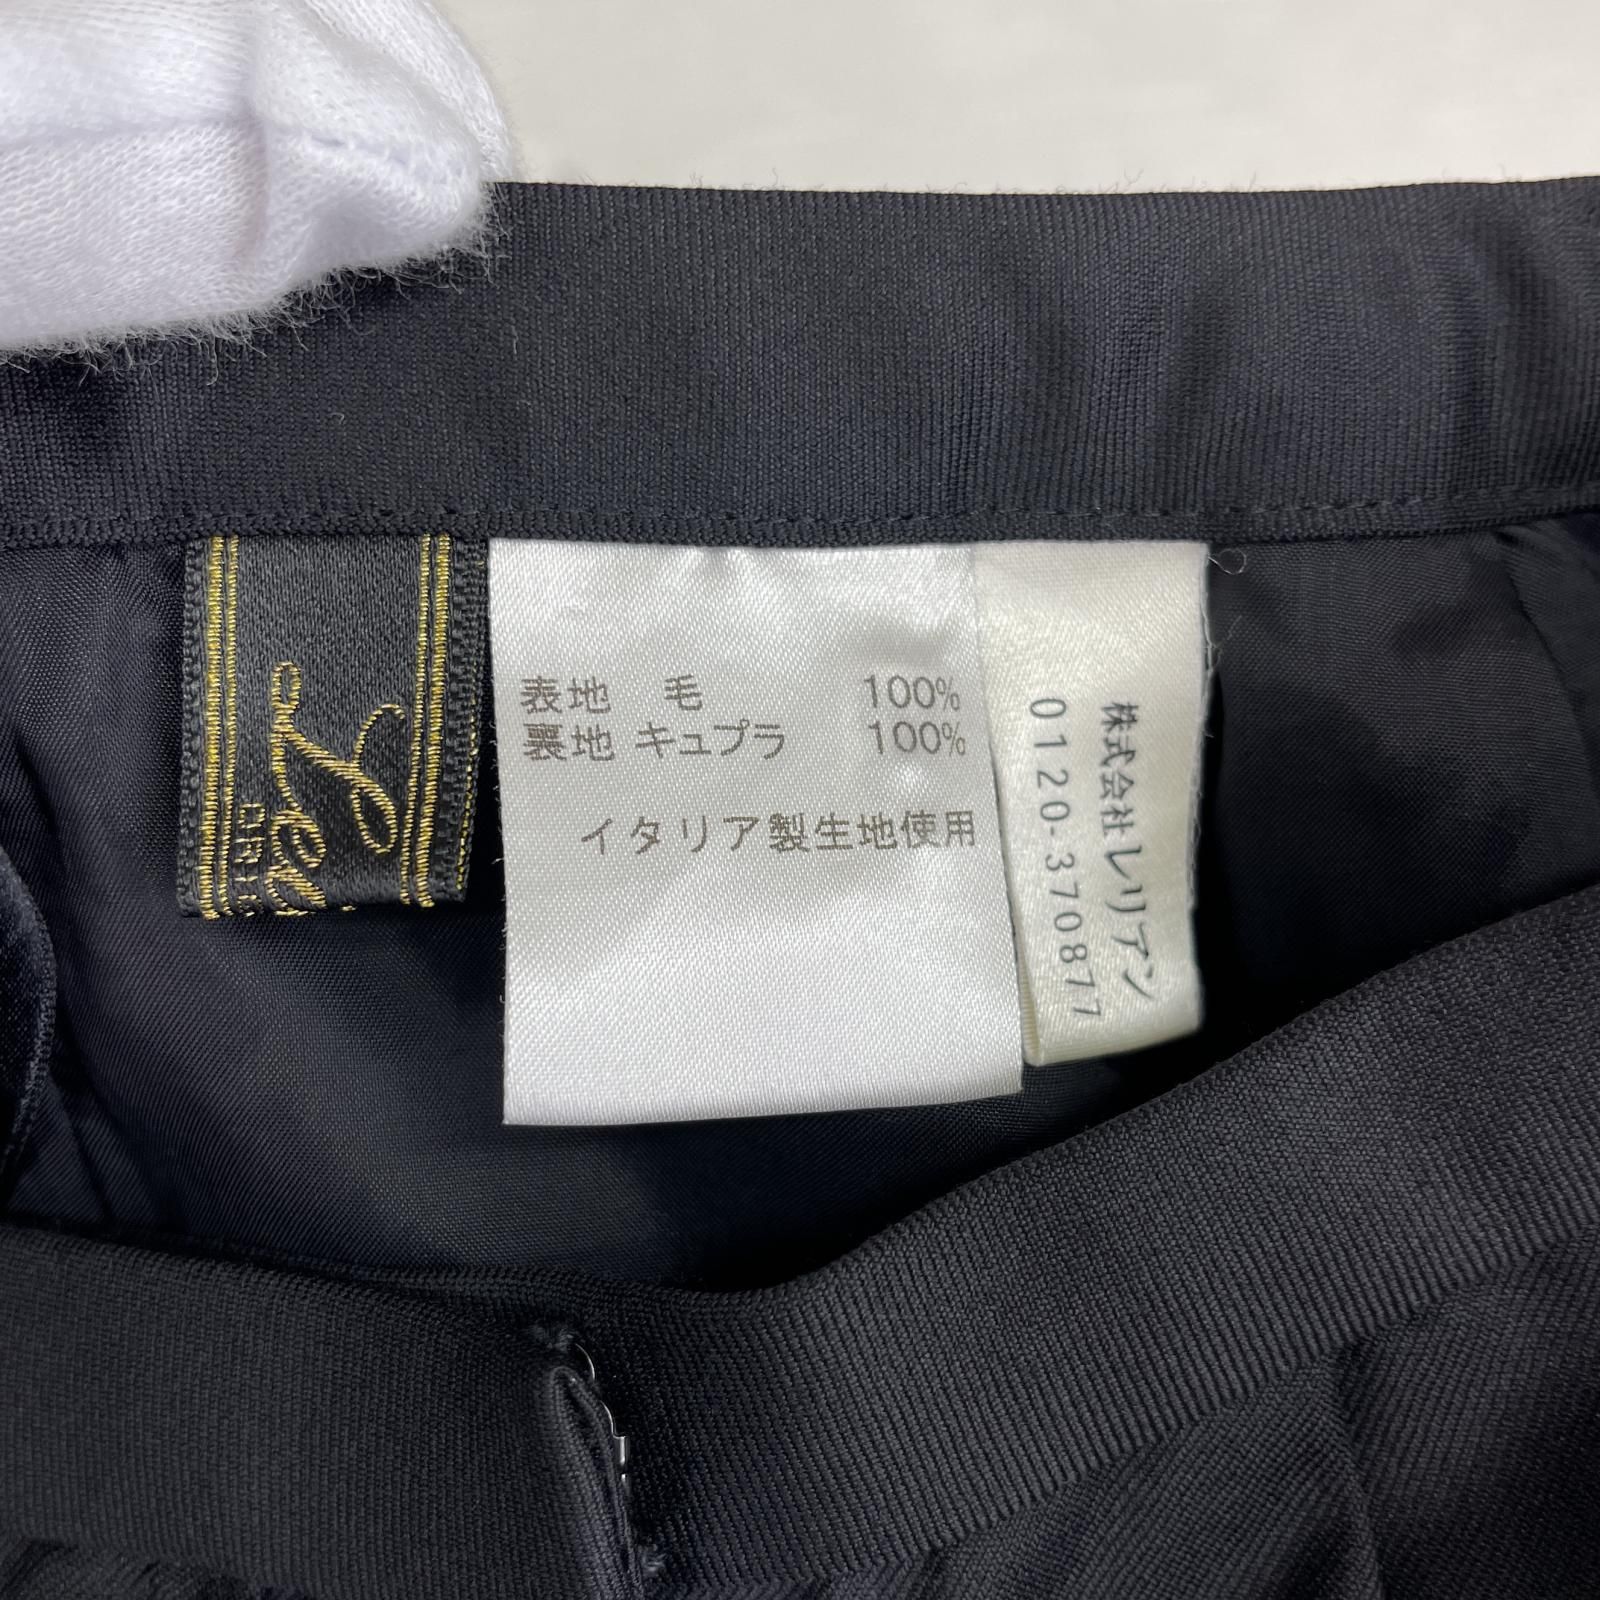 表地 毛 100%
裏地 キュプラ 100%
イタリア製生地使用
株式会社レリアン
0120-370877